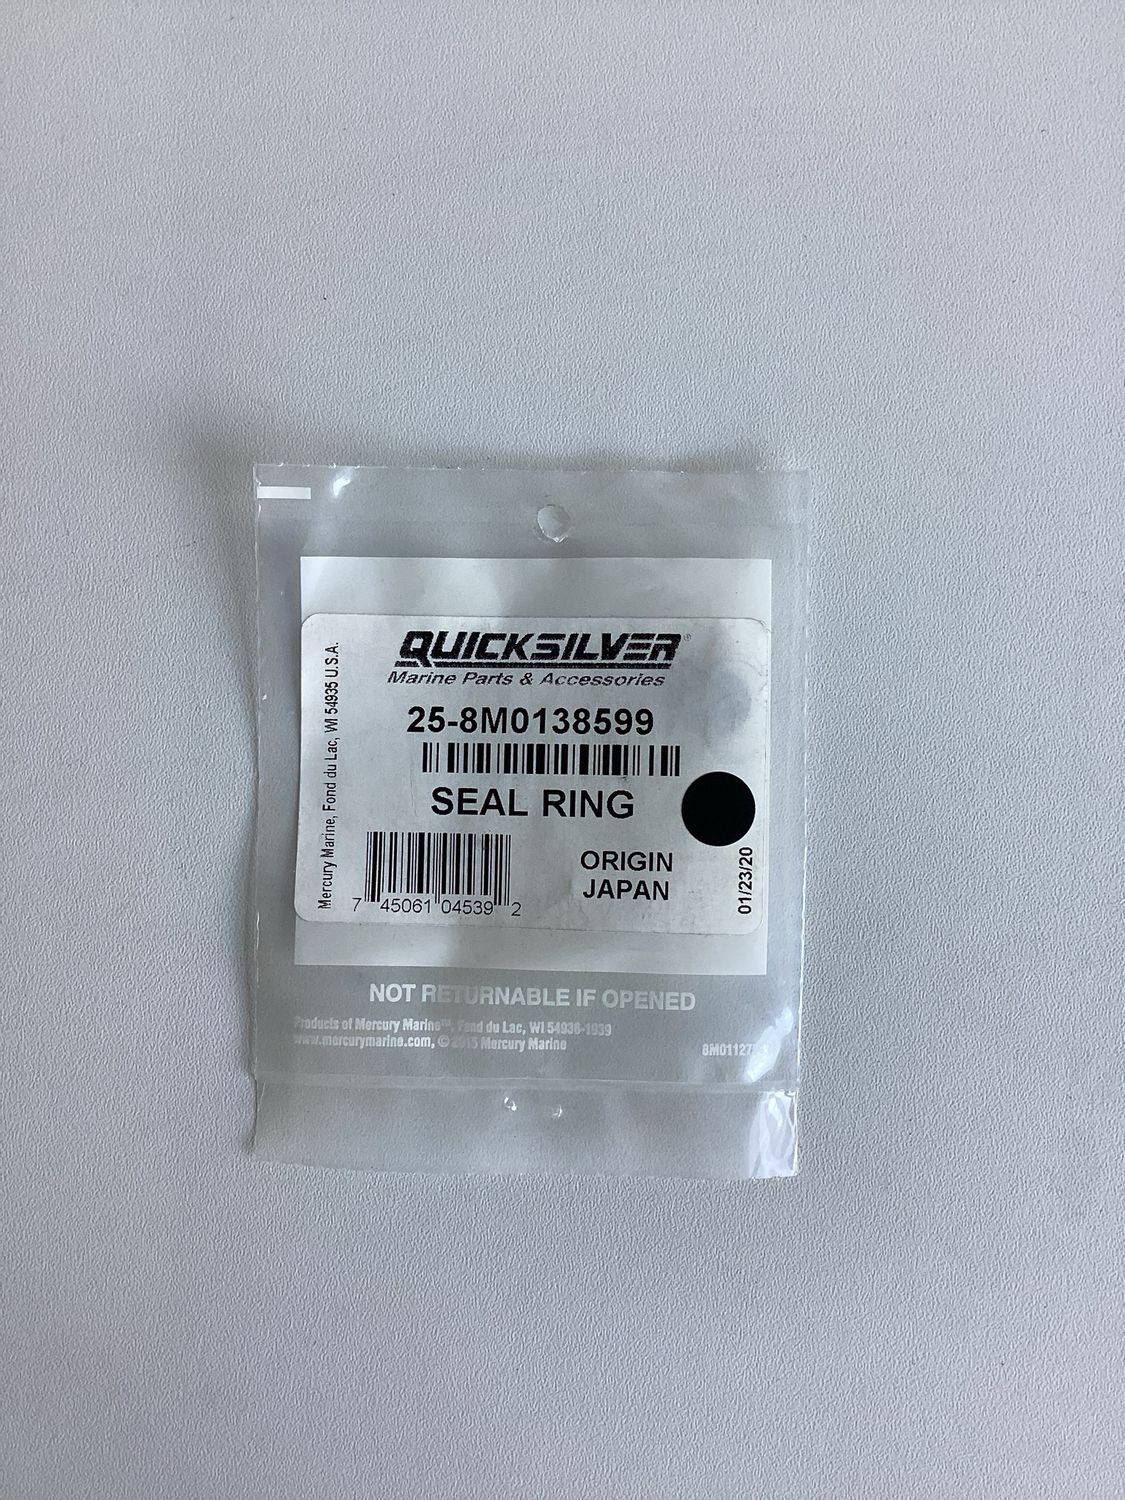 QUICKSILVER®
Marine Parts & Accessories
25-8M0138599
SEAL RING
ORIGIN
JAPAN
7 45061 04539 2
01/23/20
Mercury Marine, Fond du Lac, WI 54935 U.S.A.
NOT RETURNABLE IF OPENED
Products of Mercury Marine™, Fond du Lac, WI 54936-1939
www.mercurymarine.com, © Mercury Marine